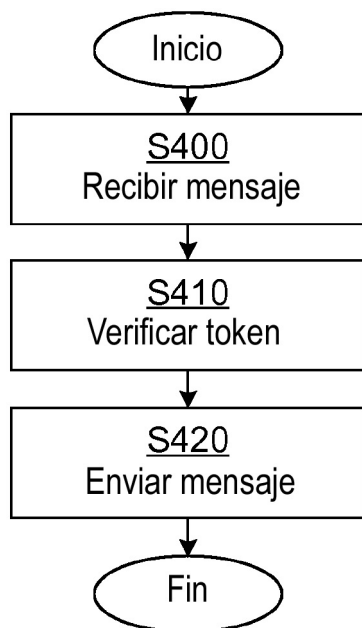 Inicio
S400
Recibir mensaje
S410
Verificar token
S420
Enviar mensaje
Fin